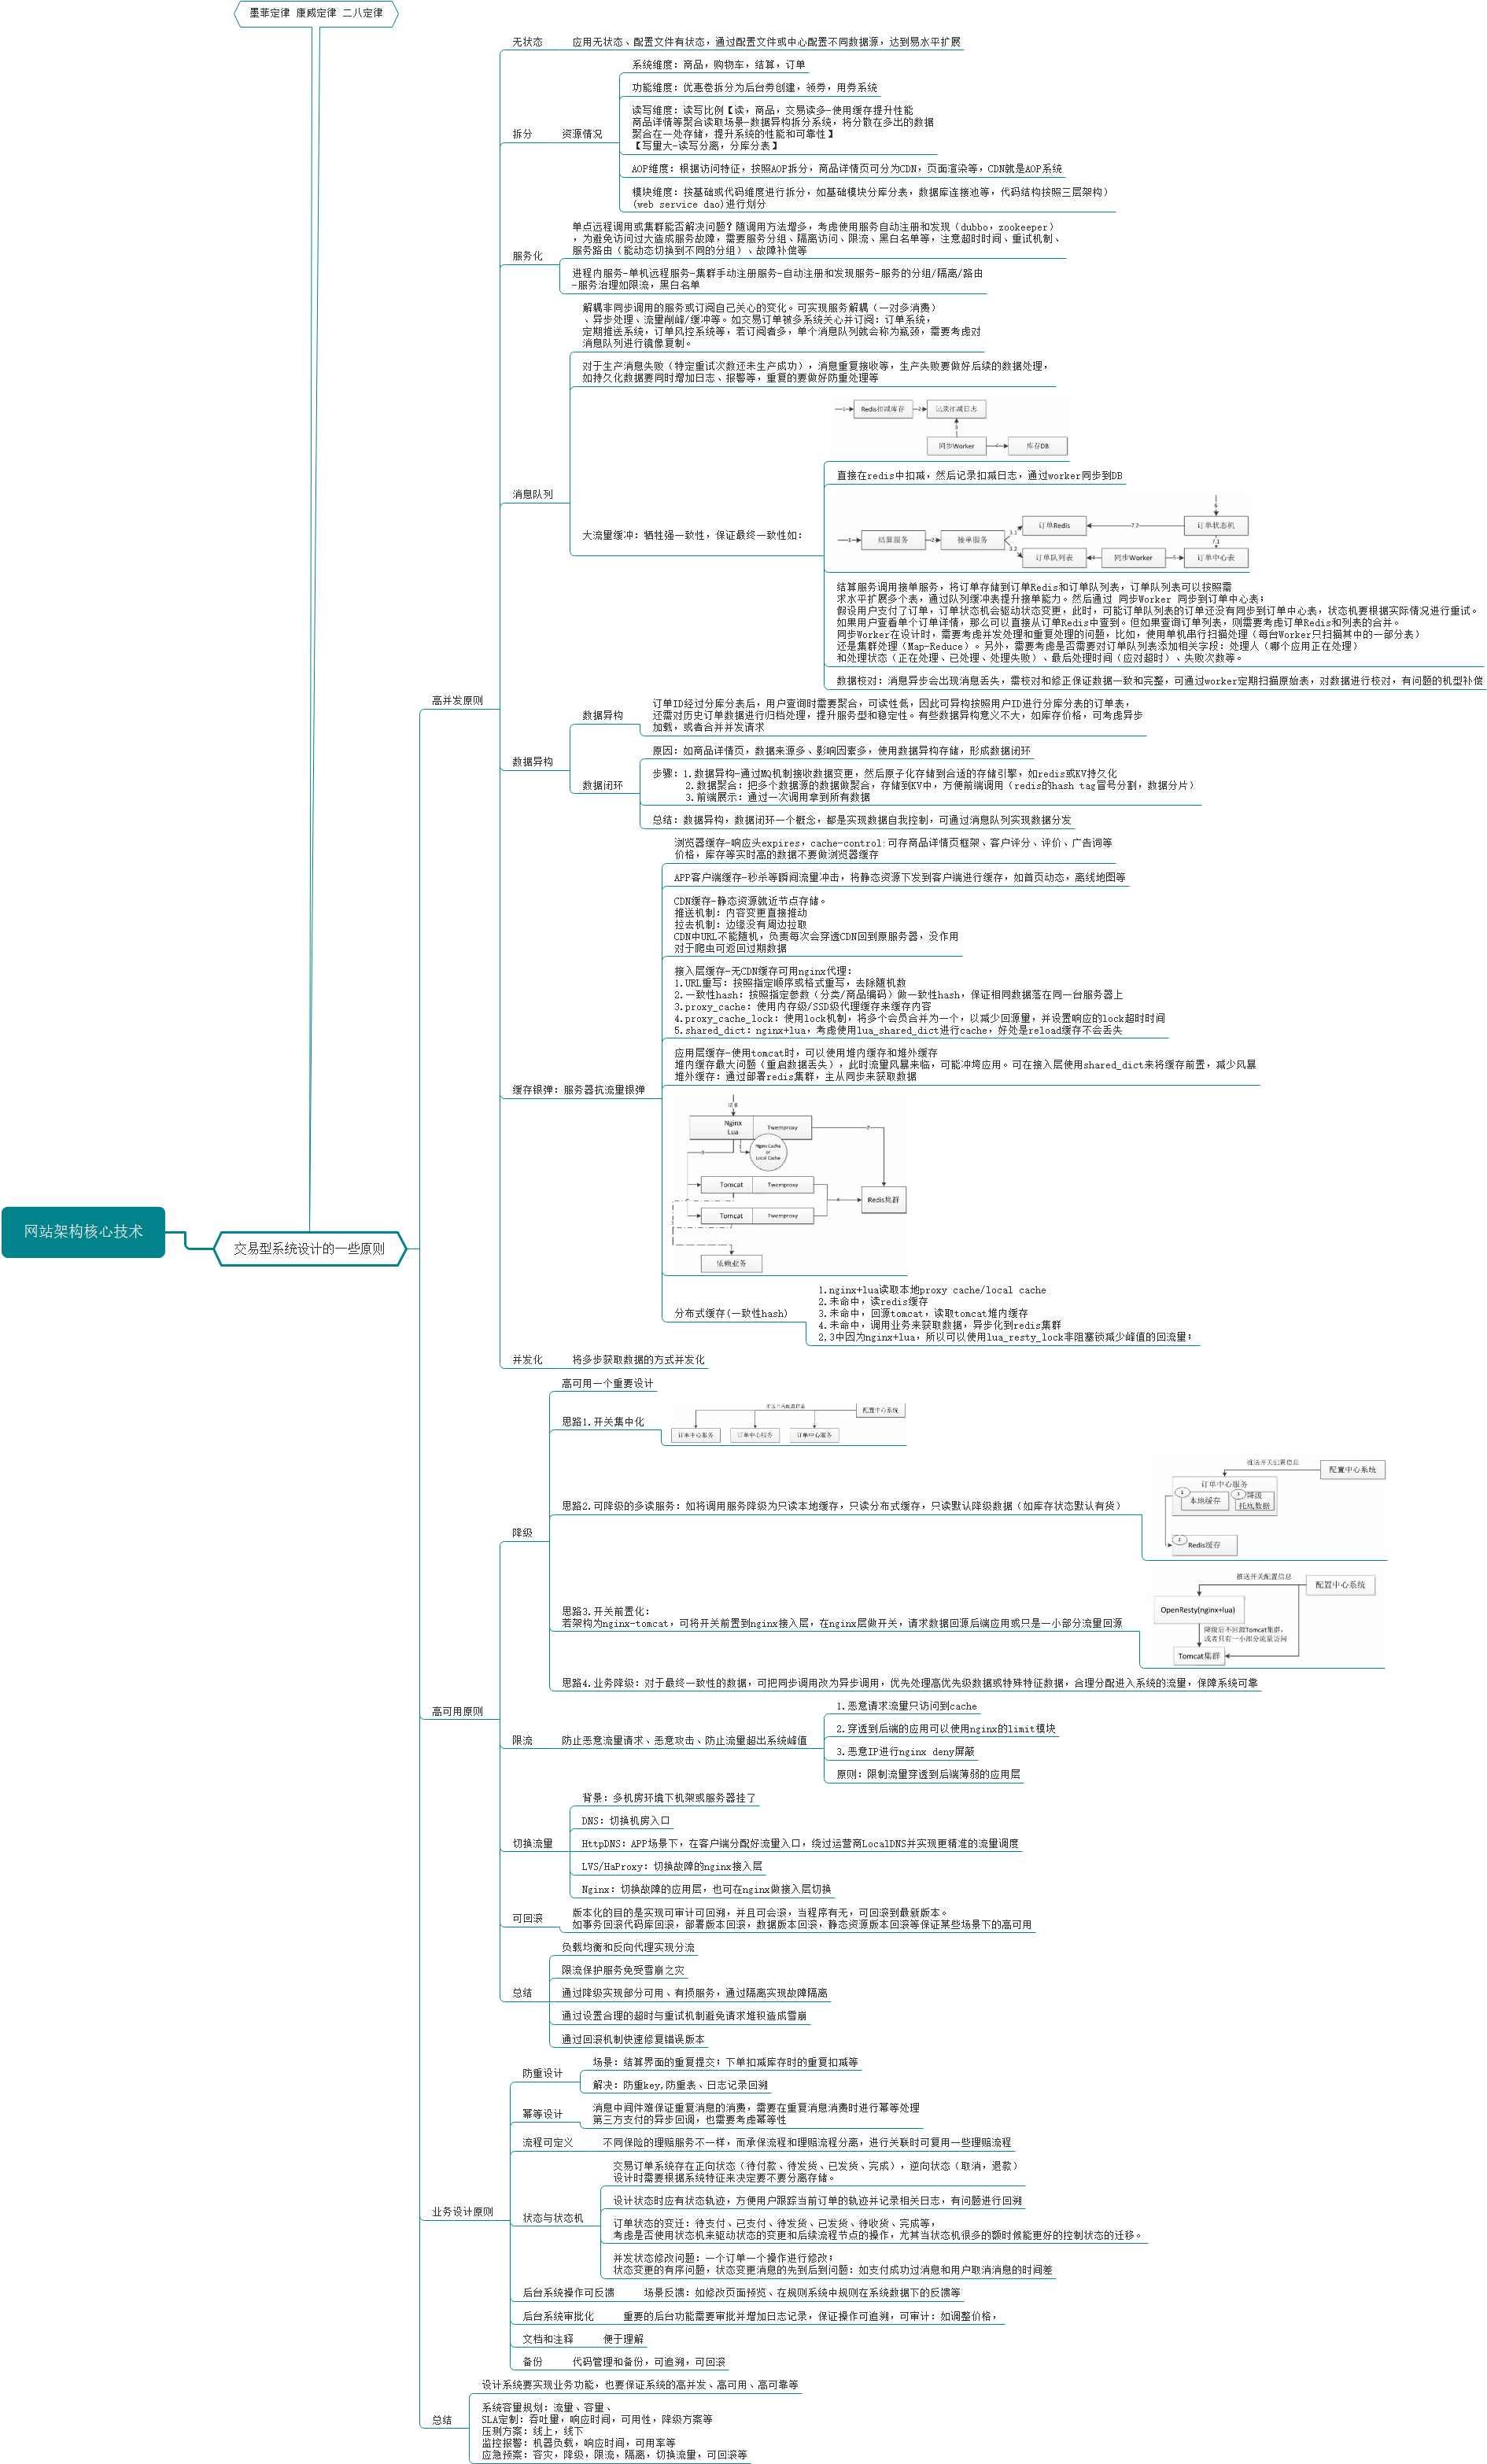 墨菲定律 康威定律 二八定律
网站架构核心技术
交易型系统设计的一些原则
高并发原则
无状态
应用无状态、配置文件有状态，通过配置文件或中心配置不同数据源，达到易水平扩展
拆分
资源情况
系统维度：商品，购物车，结算，订单
功能维度：优惠卷拆分为后台劵创建，领劵，用劵系统
读写维度：读写比例【读，商品，交易读多-使用缓存提升性能
商品详情等聚合读取场景-数据异构拆分系统，将分散在多出的数据
聚合在一处存储，提升系统的性能和可靠性】
【写量大-读写分离，分库分表】
AOP维度：根据访问特征，按照AOP拆分，商品详情页可分为CDN，页面渲染等，CDN就是AOP系统
模块维度：按基础或代码维度进行拆分，如基础模块分库分表，数据库连接池等，代码结构按照三层架构）
(web service dao)进行划分
服务化
单点远程调用或集群能否解决问题？随调用方法增多，考虑使用服务自动注册和发现（dubbo，zookeeper）
，为避免访问过大造成服务故障，需要服务分组、隔离访问、限流、黑白名单等，注意超时时间、重试机制、
服务路由（能动态切换到不同的分组）、故障补偿等
进程内服务-单机远程服务-集群手动注册服务-自动注册和发现服务-服务的分组/隔离/路由
-服务治理如限流，黑白名单
消息队列
解耦非同步调用的服务或订阅自己关心的变化。可实现服务解耦（一对多消费）
、异步处理、流量削峰/缓冲等。如交易订单被多系统关心并订阅：订单系统，
定期推送系统，订单风控系统等，若订阅者多，单个消息队列就会称为瓶颈，需要考虑对
消息队列进行镜像复制。
对于生产消息失败（特定重试次数还未生产成功），消息重复接收等，生产失败要做好后续的数据处理，
如持久化数据要同时增加日志、报警等，重复的要做好防重处理等
大流量缓冲：牺牲强一致性，保证最终一致性如：
1
Redis扣减库存
2
记录扣减日志
3
同步Worker
4
库存DB
直接在redis中扣减，然后记录扣减日志，通过worker同步到DB
1
结算服务
2
接单服务
3.1
订单Redis
7.2
6
订单状态机
3.2
订单队列表
4
同步Worker
5
7.1
订单中心表
结算服务调用接单服务，将订单存储到订单Redis和订单队列表，订单队列表可以按照需
求水平扩展多个表，通过队列缓冲表提升接单能力。然后通过 同步Worker 同步到订单中心表；
假设用户支付了订单，订单状态机会驱动状态变更，此时，可能订单队列表的订单还没有同步到订单中心表，状态机要根据实际情况进行重试。
如果用户查看单个订单详情，那么可以直接从订单Redis中查到。但如果查询订单列表，则需要考虑订单Redis和列表的合并。
同步Worker在设计时，需要考虑并发处理和重复处理的问题，比如，使用单机串行扫描处理（每台Worker只扫描其中的一部分表）
还是集群处理（Map-Reduce）。另外，需要考虑是否需要对订单队列表添加相关字段：处理人（哪个应用正在处理）
和处理状态（正在处理、已处理、处理失败）、最后处理时间（应对超时）、失败次数等。
数据校对：消息异步会出现消息丢失，需校对和修正保证数据一致和完整，可通过worker定期扫描原始表，对数据进行校对，有问题的机型补偿
数据异构
数据异构
订单ID经过分库分表后，用户查询时需要聚合，可读性低，因此可异构按照用户ID进行分库分表的订单表，
还需对历史订单数据进行归档处理，提升服务型和稳定性。有些数据异构意义不大，如库存价格，可考虑异步
加载，或者合并并发请求
数据闭环
原因：如商品详情页，数据来源多、影响因素多，使用数据异构存储，形成数据闭环
步骤：1.数据异构-通过MQ机制接收数据变更，然后原子化存储到合适的存储引擎，如redis或KV持久化
2.数据聚合：把多个数据源的数据做聚合，存储到KV中，方便前端调用（redis的hash tag冒号分割，数据分片）
3.前端展示：通过一次调用拿到所有数据
总结：数据异构，数据闭环一个概念，都是实现数据自我控制，可通过消息队列实现数据分发
缓存银弹：服务器抗流量银弹
浏览器缓存-响应头expires，cache-control:可存商品详情页框架、客户评分、评价、广告词等
价格，库存等实时高的数据不要做浏览器缓存
APP客户端缓存-秒杀等瞬间流量冲击，将静态资源下发到客户端进行缓存，如首页动态，离线地图等
CDN缓存-静态资源就近节点存储。
推送机制：内容变更直接推动
拉去机制：边缘没有周边拉取
CDN中URL不能随机，负责每次会穿透CDN回到原服务器，没作用
对于爬虫可返回过期数据
接入层缓存-无CDN缓存可用nginx代理：
1.URL重写：按照指定顺序或格式重写，去除随机数
2.一致性hash：按照指定参数（分类/商品编码）做一致性hash，保证相同数据落在同一台服务器上
3.proxy_cache：使用内存级/SSD级代理缓存来缓存内容
4.proxy_cache_lock：使用lock机制，将多个会员合并为一个，以减少回源量，并设置响应的lock超时时间
5.shared_dict：nginx+lua，考虑使用lua_shared_dict进行cache，好处是reload缓存不会丢失
应用层缓存-使用tomcat时，可以使用堆内缓存和堆外缓存
堆内缓存最大问题（重启数据丢失），此时流量风暴来临，可能冲垮应用。可在接入层使用shared_dict来将缓存前置，减少风暴
堆外缓存：通过部署redis集群，主从同步来获取数据
请求
Nginx
Lua
Twemproxy
2
1
Nginx Cache
or
Local Cache
3
Tomcat
Twemproxy
4
Redis集群
Tomcat
Twemproxy
依赖业务
分布式缓存(一致性hash)
1.nginx+lua读取本地proxy cache/local cache
2.未命中，读redis缓存
3.未命中，回源tomcat，读取tomcat堆内缓存
4.未命中，调用业务来获取数据，异步化到redis集群
2.3中因为nginx+lua，所以可以使用lua_resty_lock非阻塞锁减少峰值的回流量；
并发化
将多步获取数据的方式并发化
高可用原则
降级
高可用一个重要设计
思路1.开关集中化
推送开关配置信息
配置中心系统
订单中心服务
订单中心服务
订单中心服务
思路2.可降级的多读服务：如将调用服务降级为只读本地缓存，只读分布式缓存，只读默认降级数据（如库存状态默认有货）
推送开关配置信息
配置中心系统
订单中心服务
1
本地缓存
3
降级
托底数据
2
Redis缓存
思路3.开关前置化：
若架构为nginx-tomcat，可将开关前置到nginx接入层，在nginx层做开关，请求数据回源后端应用或只是一小部分流量回源
推送开关配置信息
配置中心系统
OpenResty(nginx+lua)
降级后不回源Tomcat集群，
或者只有一小部分流量访问
Tomcat集群
思路4.业务降级：对于最终一致性的数据，可把同步调用改为异步调用，优先处理高优先级数据或特殊特征数据，合理分配进入系统的流量，保障系统可靠
限流
防止恶意流量请求、恶意攻击、防止流量超出系统峰值
1.恶意请求流量只访问到cache
2.穿透到后端的应用可以使用nginx的limit模块
3.恶意IP进行nginx deny屏蔽
原则：限制流量穿透到后端薄弱的应用层
切换流量
背景：多机房环境下机架或服务器挂了
DNS：切换机房入口
HttpDNS：APP场景下，在客户端分配好流量入口，绕过运营商LocalDNS并实现更精准的流量调度
LVS/HaProxy：切换故障的nginx接入层
Nginx：切换故障的应用层，也可在nginx做接入层切换
可回滚
版本化的目的是实现可审计可回溯，并且可会滚，当程序有无，可回滚到最新版本。
如事务回滚代码库回滚，部署版本回滚，数据版本回滚，静态资源版本回滚等保证某些场景下的高可用
总结
负载均衡和反向代理实现分流
限流保护服务免受雪崩之灾
通过降级实现部分可用、有损服务，通过隔离实现故障隔离
通过设置合理的超时与重试机制避免请求堆积造成雪崩
通过回滚机制快速修复错误版本
业务设计原则
防重设计
场景：结算界面的重复提交；下单扣减库存时的重复扣减等
解决：防重key,防重表、日志记录回溯
幂等设计
消息中间件难保证重复消息的消费，需要在重复消息消费时进行幂等处理
第三方支付的异步回调，也需要考虑幂等性
流程可定义
不同保险的理赔服务不一样，而承保流程和理赔流程分离，进行关联时可复用一些理赔流程
状态与状态机
交易订单系统存在正向状态（待付款、待发货、已发货、完成），逆向状态（取消，退款）
设计时需要根据系统特征来决定要不要分离存储。
设计状态时应有状态轨迹，方便用户跟踪当前订单的轨迹并记录相关日志，有问题进行回溯
订单状态的变迁：待支付、已支付、待发货、已发货、待收货、完成等，
考虑是否使用状态机来驱动状态的变更和后续流程节点的操作，尤其当状态机很多的额时候能更好的控制状态的迁移。
并发状态修改问题：一个订单一个操作进行修改；
状态变更的有序问题，状态变更消息的先到后到问题：如支付成功过消息和用户取消消息的时间差
后台系统操作可反馈
场景反馈：如修改页面预览、在规则系统中规则在系统数据下的反馈等
后台系统审批化
重要的后台功能需要审批并增加日志记录，保证操作可追溯，可审计：如调整价格，
文档和注释
便于理解
备份
代码管理和备份，可追溯，可回滚
总结
设计系统要实现业务功能，也要保证系统的高并发、高可用、高可靠等
系统容量规划：流量、容量、
SLA定制：吞吐量，响应时间，可用性，降级方案等
压测方案：线上，线下
监控报警：机器负载，响应时间，可用率等
应急预案：容灾，降级，限流，隔离，切换流量，可回滚等